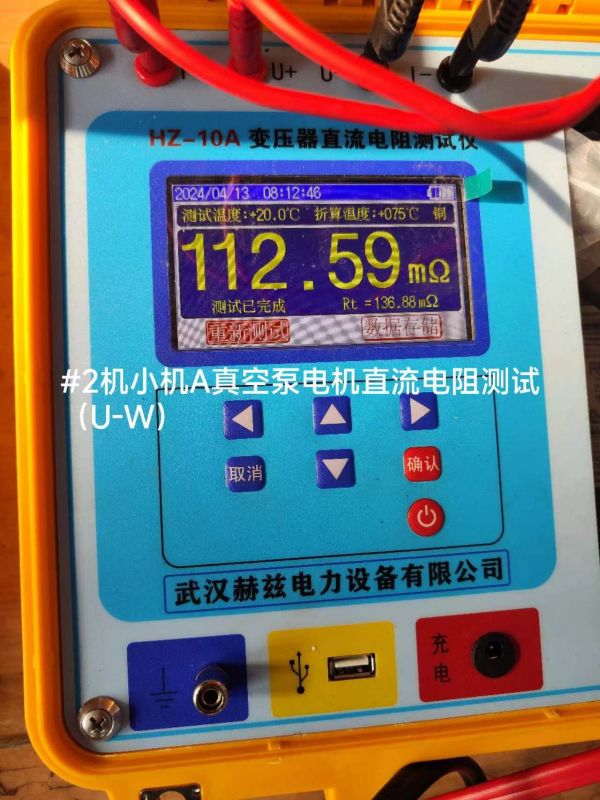 U+
I-
HZ-10A 变压器直流电阻测试仪
2024/04/13 08:12:46
测试温度:+20.0℃ 折算温度:+075℃ 铜
112.59mΩ
测试已完成 Rt =136.88mΩ
重新测试 数据存储
#2机小机A真空泵电机直流电阻测试
（U-W）
取消 确认
武汉赫兹电力设备有限公司
充电